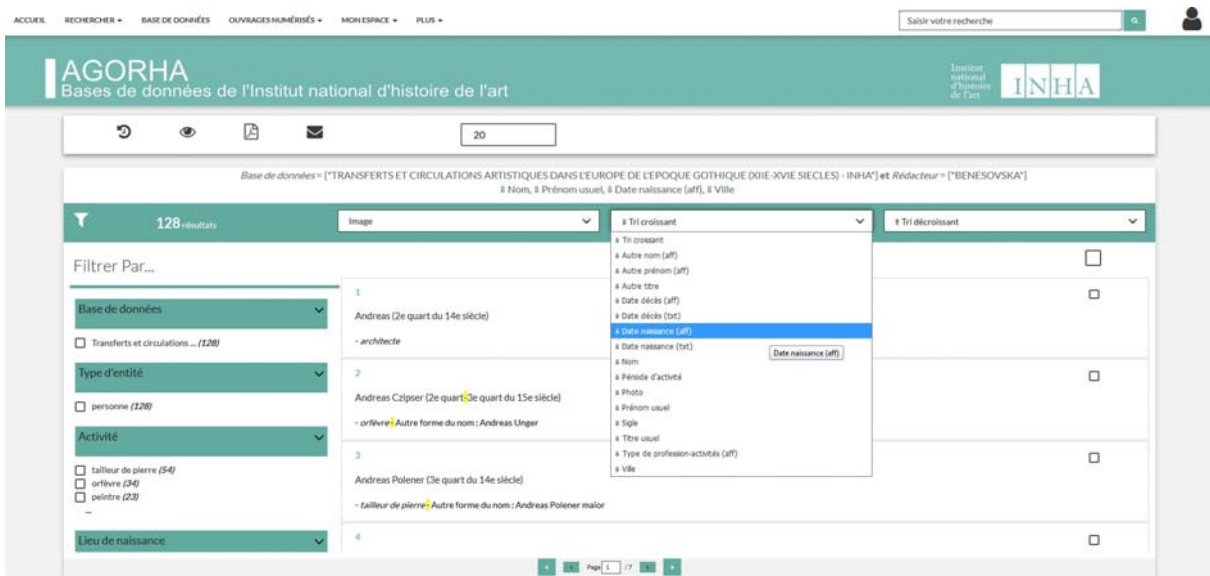 ACCUEIL RECHERCHER BASE DE DONNÉES OUVRAGES NUMÉRISÉS MON ESPACE PLUS Saisir votre recherche
AGORHA
Bases de données de l'Institut national d'histoire de l'art
Institut
national
d'histoire
de l'art
INHA
20
Base de données = ["TRANSFERTS ET CIRCULATIONS ARTISTIQUES DANS L'EUROPE DE L'EPOQUE GOTHIQUE (XIIE-XVIE SIECLES) - INHA"] et Rédacteur = ["BENESOVSKA"]
⇟ Nom, ⇟ Prénom usuel, ⇟ Date naissance (aff), ⇟ Ville
128 résultats
Image
⇟ Tri croissant
⇞ Tri décroissant
⇟ Tri croissant
⇟ Autre nom (aff)
⇟ Autre prénom (aff)
⇟ Autre titre
⇟ Date décès (aff)
⇟ Date décès (txt)
⇟ Date naissance (aff)
⇟ Date naissance (txt)
⇟ Nom
⇟ Période d'activité
⇟ Photo
⇟ Prénom usuel
⇟ Sigle
⇟ Titre usuel
⇟ Type de profession-activités (aff)
⇟ Ville
Date naissance (aff)
Filtrer Par...
Base de données
Transferts et circulations ... (128)
Type d'entité
personne (128)
Activité
tailleur de pierre (54)
orfèvre (34)
peintre (23)
...
Lieu de naissance
1
Andreas (2e quart du 14e siècle)
- architecte
2
Andreas Czipser (2e quart-3e quart du 15e siècle)
- orfèvre- Autre forme du nom : Andreas Unger
3
Andreas Polener (3e quart du 14e siècle)
- tailleur de pierre- Autre forme du nom : Andreas Polener maior
4
Page 1 /7